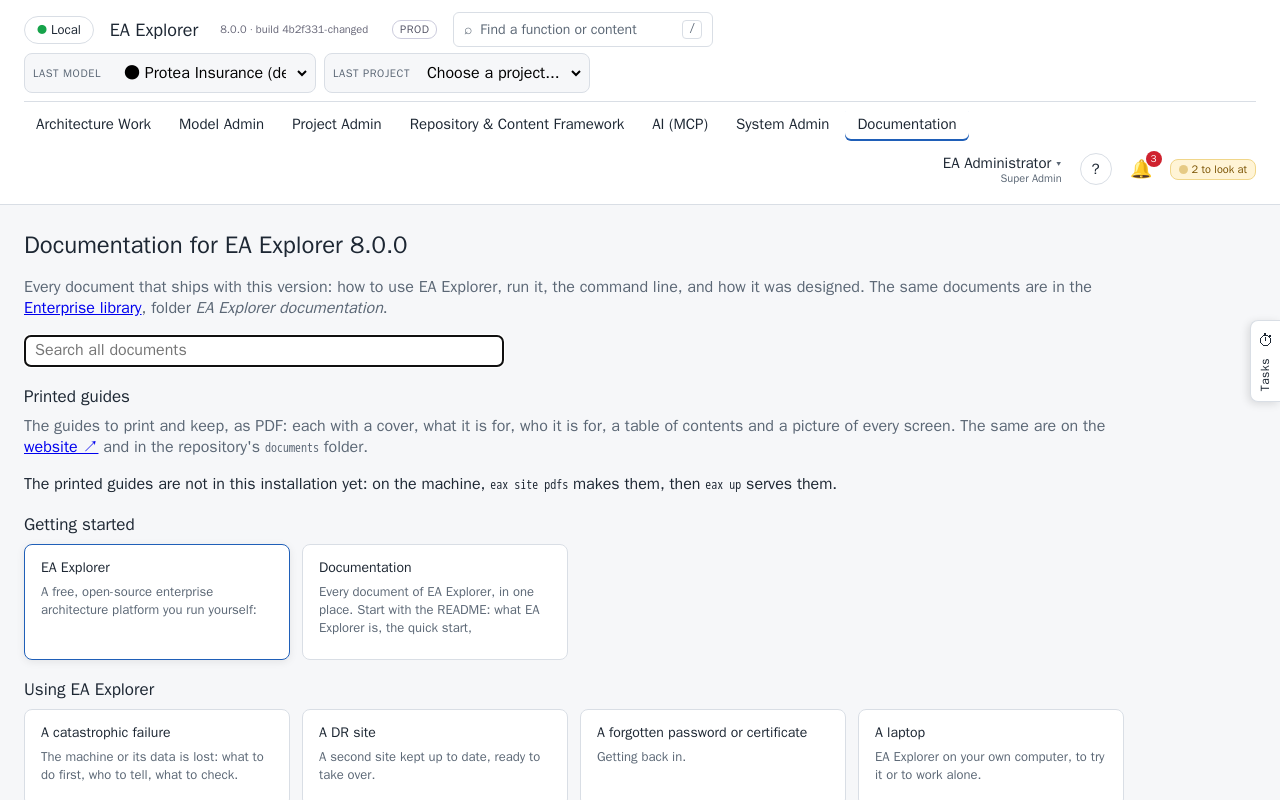 Local
EA Explorer
8.0.0 · build 4b2f331-changed
PROD
Find a function or content
/
LAST MODEL
Protea Insurance (de
LAST PROJECT
Choose a project...
Architecture Work
Model Admin
Project Admin
Repository & Content Framework
AI (MCP)
System Admin
Documentation
EA Administrator ▾
Super Admin
?
3
2 to look at
Documentation for EA Explorer 8.0.0
Every document that ships with this version: how to use EA Explorer, run it, the command line, and how it was designed. The same documents are in the
Enterprise library, folder EA Explorer documentation.
Search all documents
Tasks
Printed guides
The guides to print and keep, as PDF: each with a cover, what it is for, who it is for, a table of contents and a picture of every screen. The same are on the
website ↗ and in the repository's documents folder.
The printed guides are not in this installation yet: on the machine, eax site pdfs makes them, then eax up serves them.
Getting started
EA Explorer
A free, open-source enterprise
architecture platform you run yourself:
Documentation
Every document of EA Explorer, in one
place. Start with the README: what EA
Explorer is, the quick start,
Using EA Explorer
A catastrophic failure
The machine or its data is lost: what to
do first, who to tell, what to check.
A DR site
A second site kept up to date, ready to
take over.
A forgotten password or certificate
Getting back in.
A laptop
EA Explorer on your own computer, to try
it or to work alone.